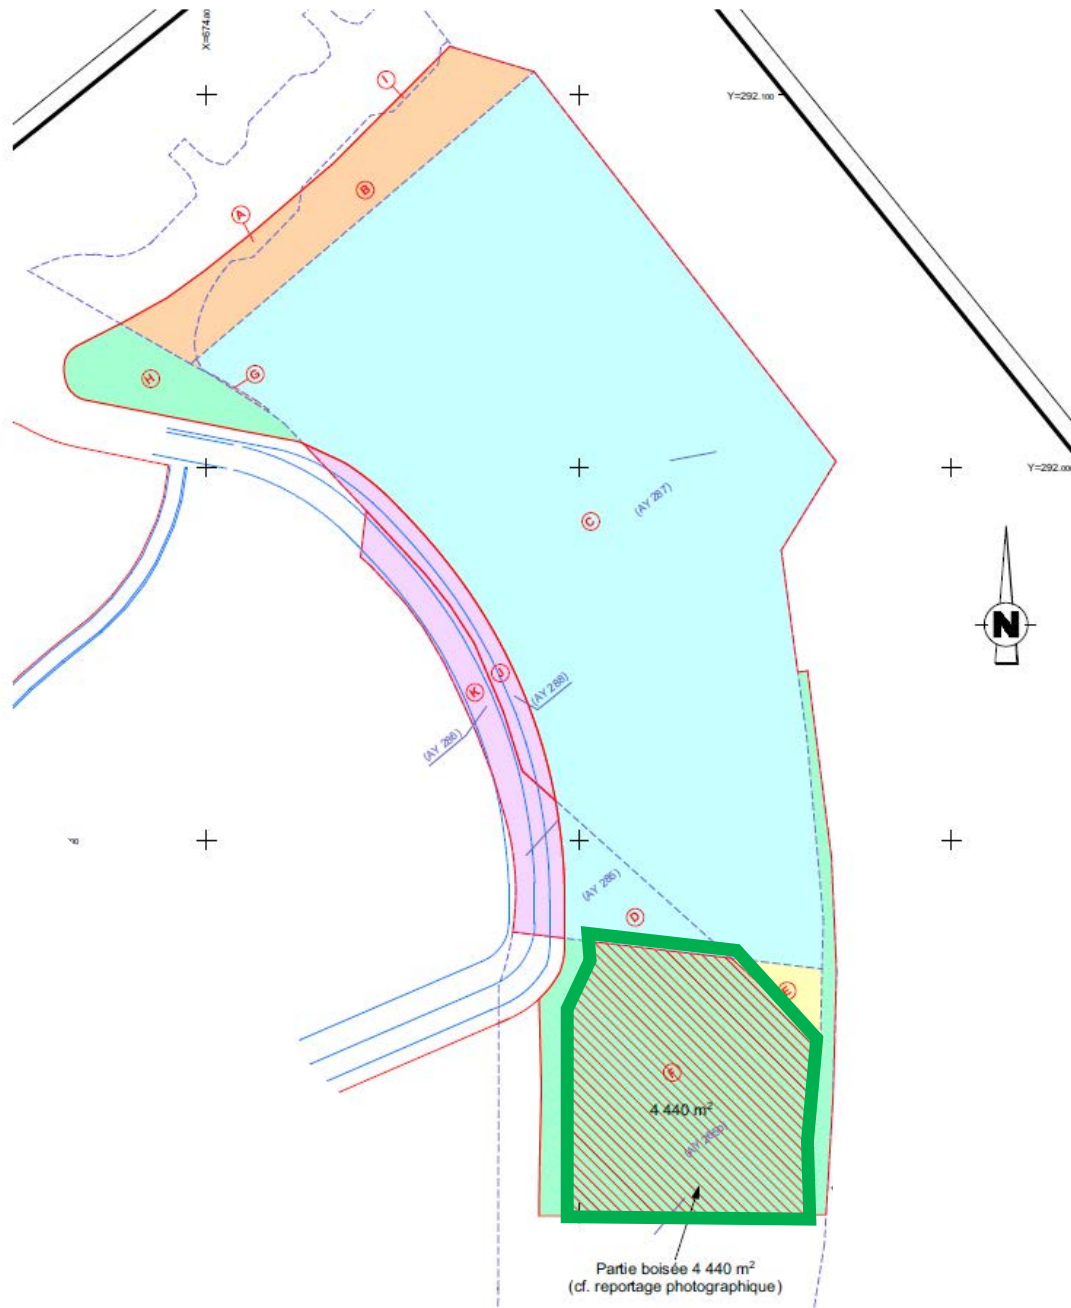 X=674.00
Y=292.100
I
B
A
H
G
Y=292.000
(AY 287)
C
N
K
J
(AY 288)
(AY 286)
(AY 285)
D
E
F
4 440 m²
Partie boisée 4 440 m²
(cf. reportage photographique)